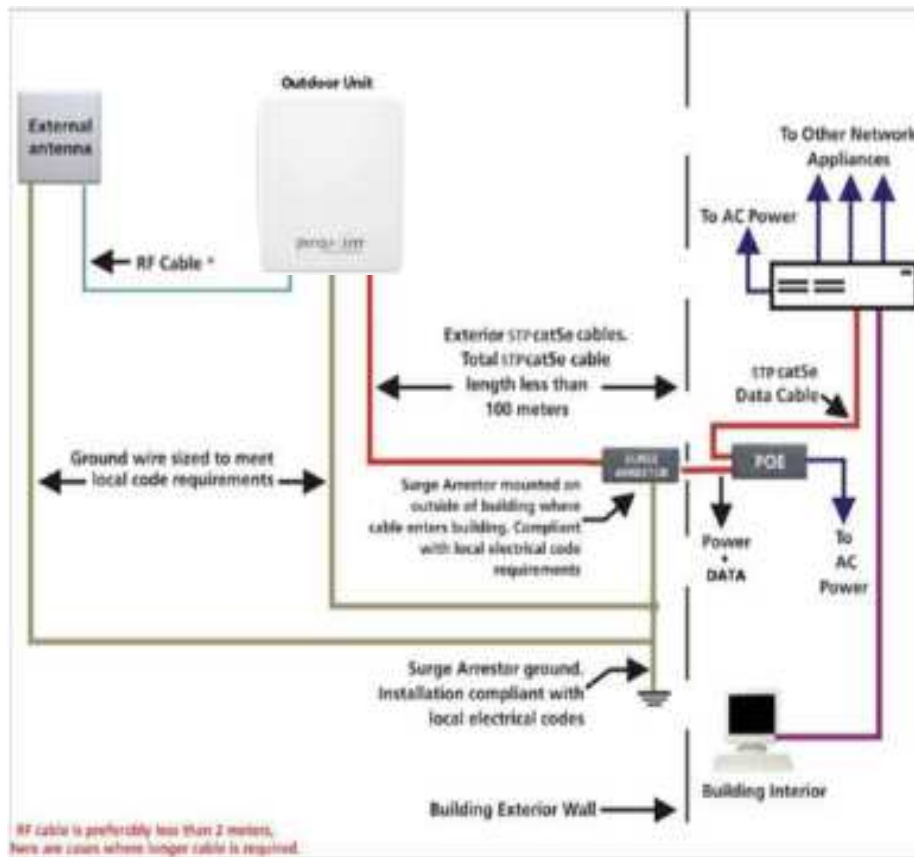 Outdoor Unit
External
antenna
To Other Network
Appliances
To AC Power
RF Cable *
Exterior STP cat5e cables.
Total STP cat5e cable
length less than
100 meters
STP cat5e
Data Cable
Ground wire sized to meet
local code requirements
SURGE
ARRESTOR
POE
Surge Arrestor mounted on
outside of building where
cable enters building. Compliant
with local electrical code
requirements
Power
+
DATA
To
AC
Power
Surge Arrestor ground.
Installation compliant with
local electrical codes
Building Interior
Building Exterior Wall
RF cable is preferably less than 2 meters,
here are cases where longer cable is required.